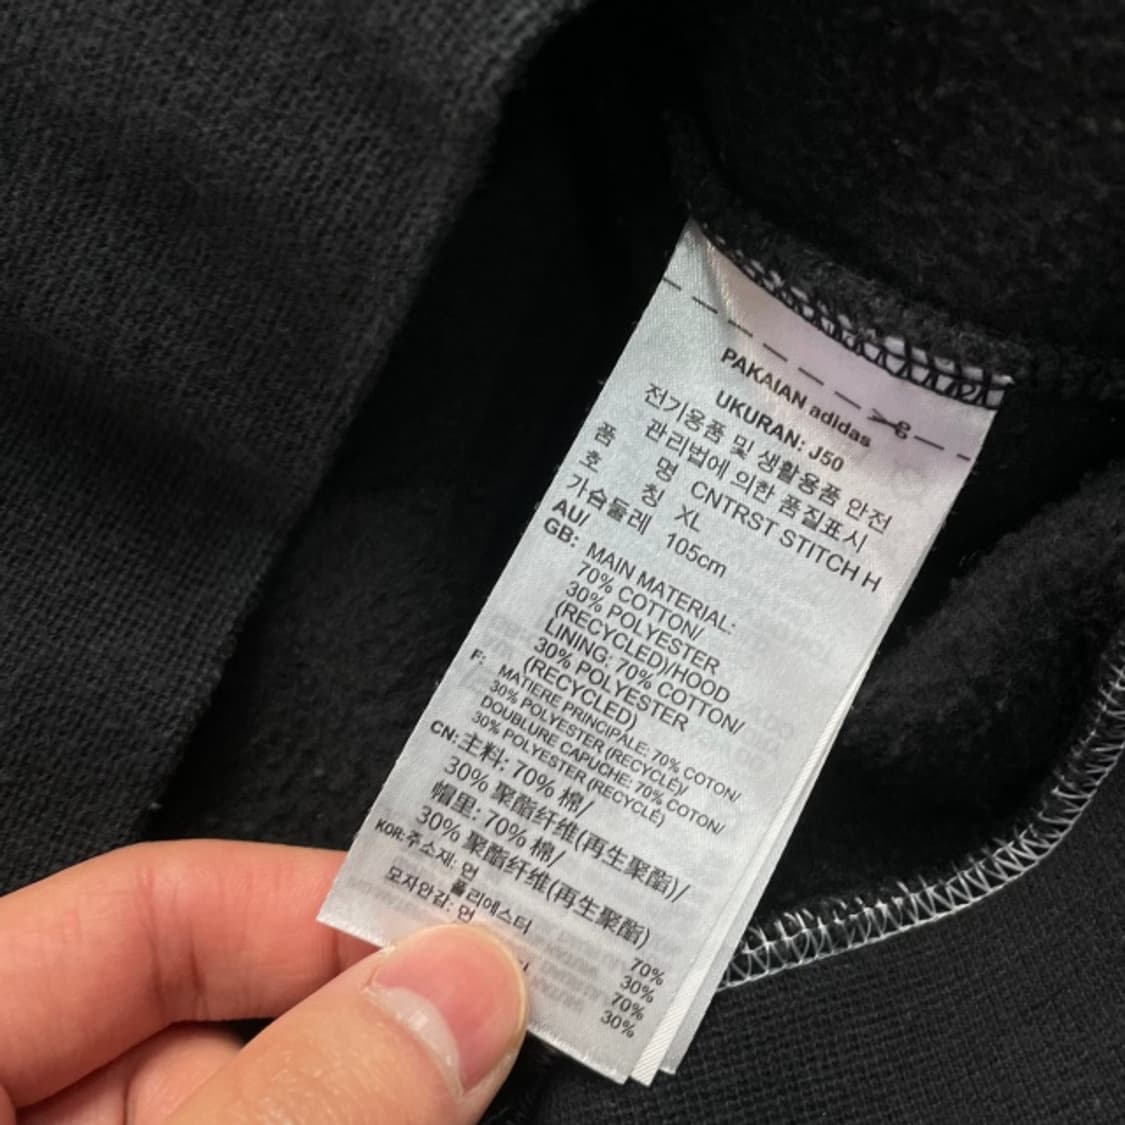 PAKAIAN adidas
UKURAN: J50
전기용품 및 생활용품 안전
관리법에 의한 품질표시
품 명 CNTRST STITCH H
호 칭 XL
가슴둘레 105cm
AU/
GB: MAIN MATERIAL:
70% COTTON/
30% POLYESTER
(RECYCLED)/HOOD
LINING: 70% COTTON/
30% POLYESTER
(RECYCLED)
F: MATIERE PRINCIPALE: 70% COTON/
30% POLYESTER (RECYCLÉ)/
DOUBLURE CAPUCHE: 70% COTON/
30% POLYESTER (RECYCLÉ)
CN: 主料: 70% 棉/
30% 聚酯纤维(再生聚酯)/
帽里: 70% 棉/
30% 聚酯纤维(再生聚酯)
KOR: 주소재: 면 70%
폴리에스터 30%
모자안감: 면 70%
30%